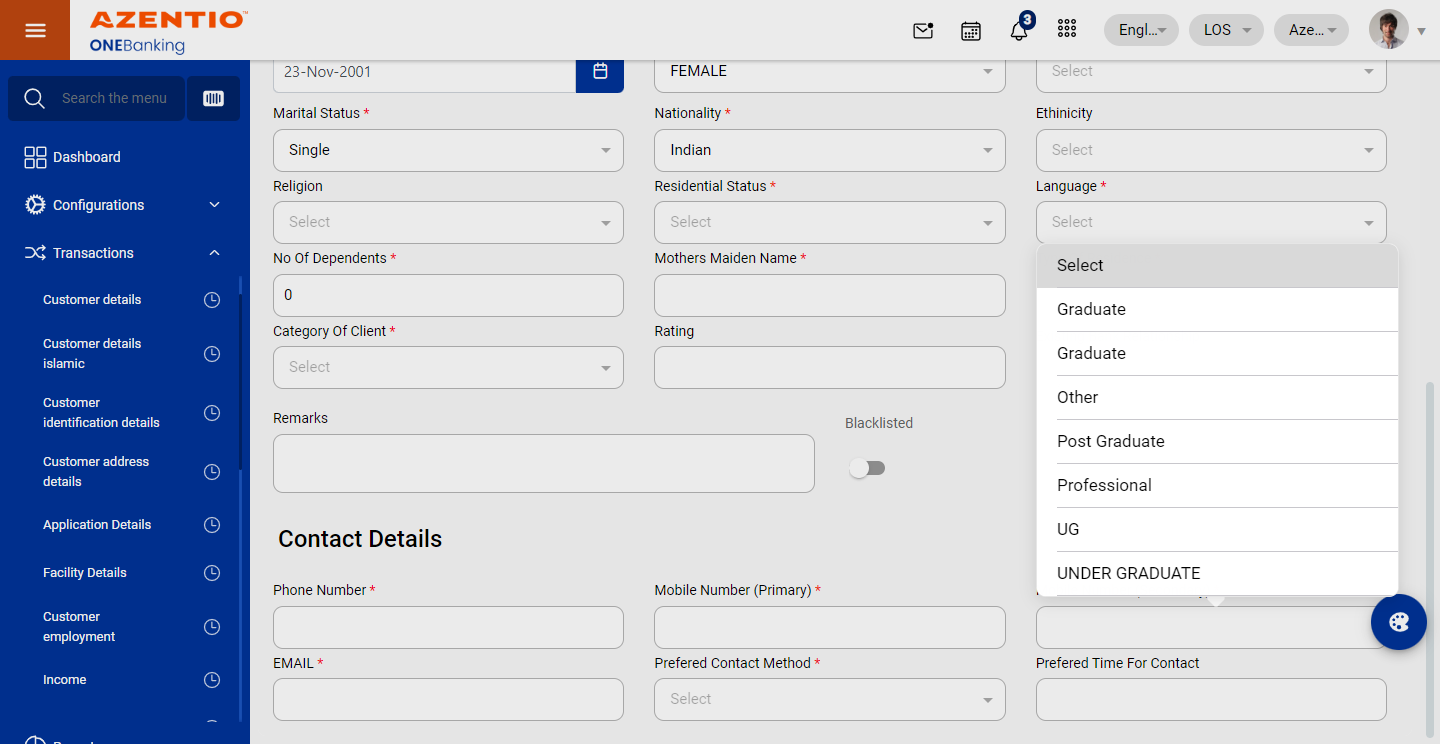 AZENTIO™
ONEBanking
3
Engl...
LOS
Aze...
Search the menu
Dashboard
Configurations
Transactions
Customer details
Customer details
islamic
Customer
identification details
Customer address
details
Application Details
Facility Details
Customer
employment
Income
23-Nov-2001
FEMALE
Select
Marital Status *
Nationality *
Ethinicity
Single
Indian
Select
Religion
Residential Status *
Language *
Select
Select
Select
No Of Dependents *
Mothers Maiden Name *
0
Category Of Client *
Rating
Select
Select
Graduate
Graduate
Other
Post Graduate
Professional
UG
UNDER GRADUATE
Remarks
Blacklisted
Contact Details
Phone Number *
Mobile Number (Primary) *
EMAIL *
Prefered Contact Method *
Prefered Time For Contact
Select